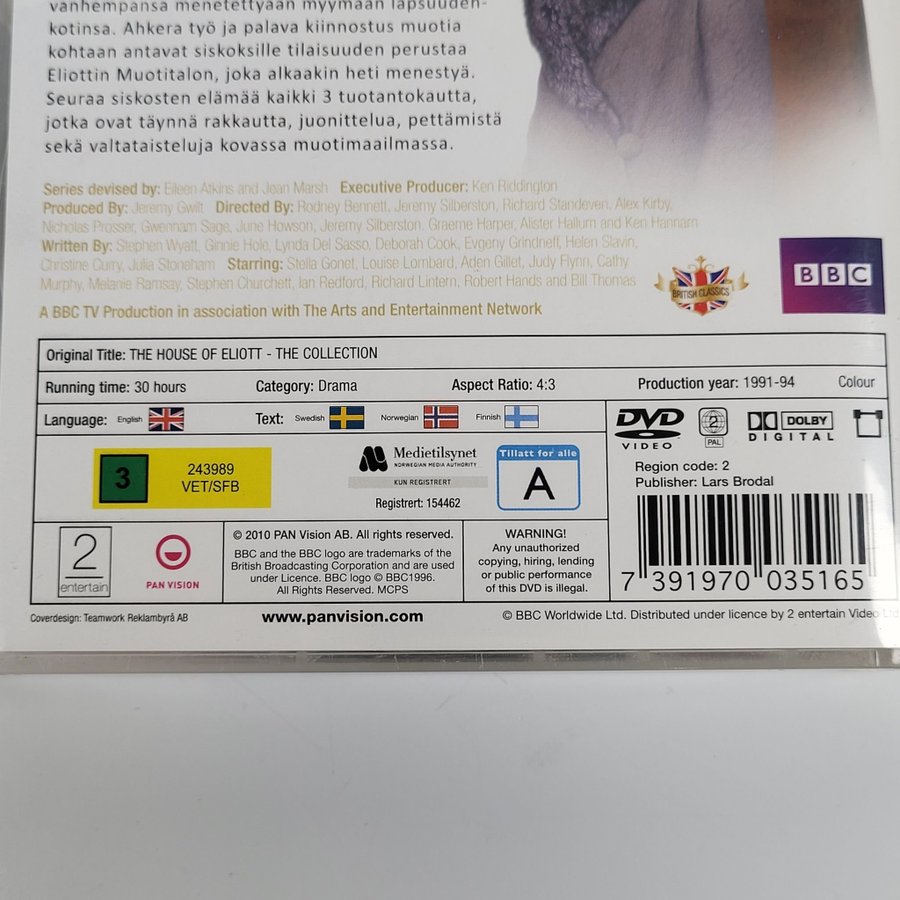 vanhempansa menetettyään myymään lapsuuden-
kotinsa. Ahkera työ ja palava kiinnostus muotia
kohtaan antavat siskoksille tilaisuuden perustaa
Eliottin Muotitalon, joka alkaakin heti menestyä.
Seuraa siskosten elämää kaikki 3 tuotantokautta,
jotka ovat täynnä rakkautta, juonittelua, pettämistä
sekä valtataisteluja kovassa muotimaailmassa.
Series devised by: Eileen Atkins and Jean Marsh Executive Producer: Ken Riddington
Produced By: Jeremy Gwilt Directed By: Rodney Bennett, Jeremy Silberston, Richard Standeven, Alex Kirby,
Nicholas Prosser, Gwennam Sage, June Howson, Jeremy Silberston, Graeme Harper, Alister Hallum and Ken Hannam
Written By: Stephen Wyatt, Ginnie Hole, Lynda Del Sasso, Deborah Cook, Evgeny Grindneff, Helen Slavin,
Christine Curry, Julia Stoneham Starring: Stella Gonet, Louise Lombard, Aden Gillet, Judy Flynn, Cathy
Murphy, Melanie Ramsay, Stephen Churchett, Ian Redford, Richard Lintern, Robert Hands and Bill Thomas
A BBC TV Production in association with The Arts and Entertainment Network
BRITISH CLASSICS
BBC
Original Title: THE HOUSE OF ELIOTT - THE COLLECTION
Running time: 30 hours Category: Drama Aspect Ratio: 4:3 Production year: 1991-94 Colour
Language: English Text: Swedish Norwegian Finnish
3
243989
VET/SFB
Medietilsynet
NORWEGIAN MEDIA AUTHORITY
KUN REGISTRERT
Registrert: 154462
Tillatt for alle
A
DVD
VIDEO
2
PAL
DOLBY
DIGITAL
Region code: 2
Publisher: Lars Brodal
7 391970 035165
2
entertain
PAN VISION
© 2010 PAN Vision AB. All rights reserved.
BBC and the BBC logo are trademarks of the
British Broadcasting Corporation and are used
under Licence. BBC logo © BBC1996.
All Rights Reserved. MCPS
WARNING!
Any unauthorized
copying, hiring, lending
or public performance
of this DVD is illegal.
Coverdesign: Teamwork Reklambyrå AB
www.panvision.com
© BBC Worldwide Ltd. Distributed under licence by 2 entertain Video Ltd